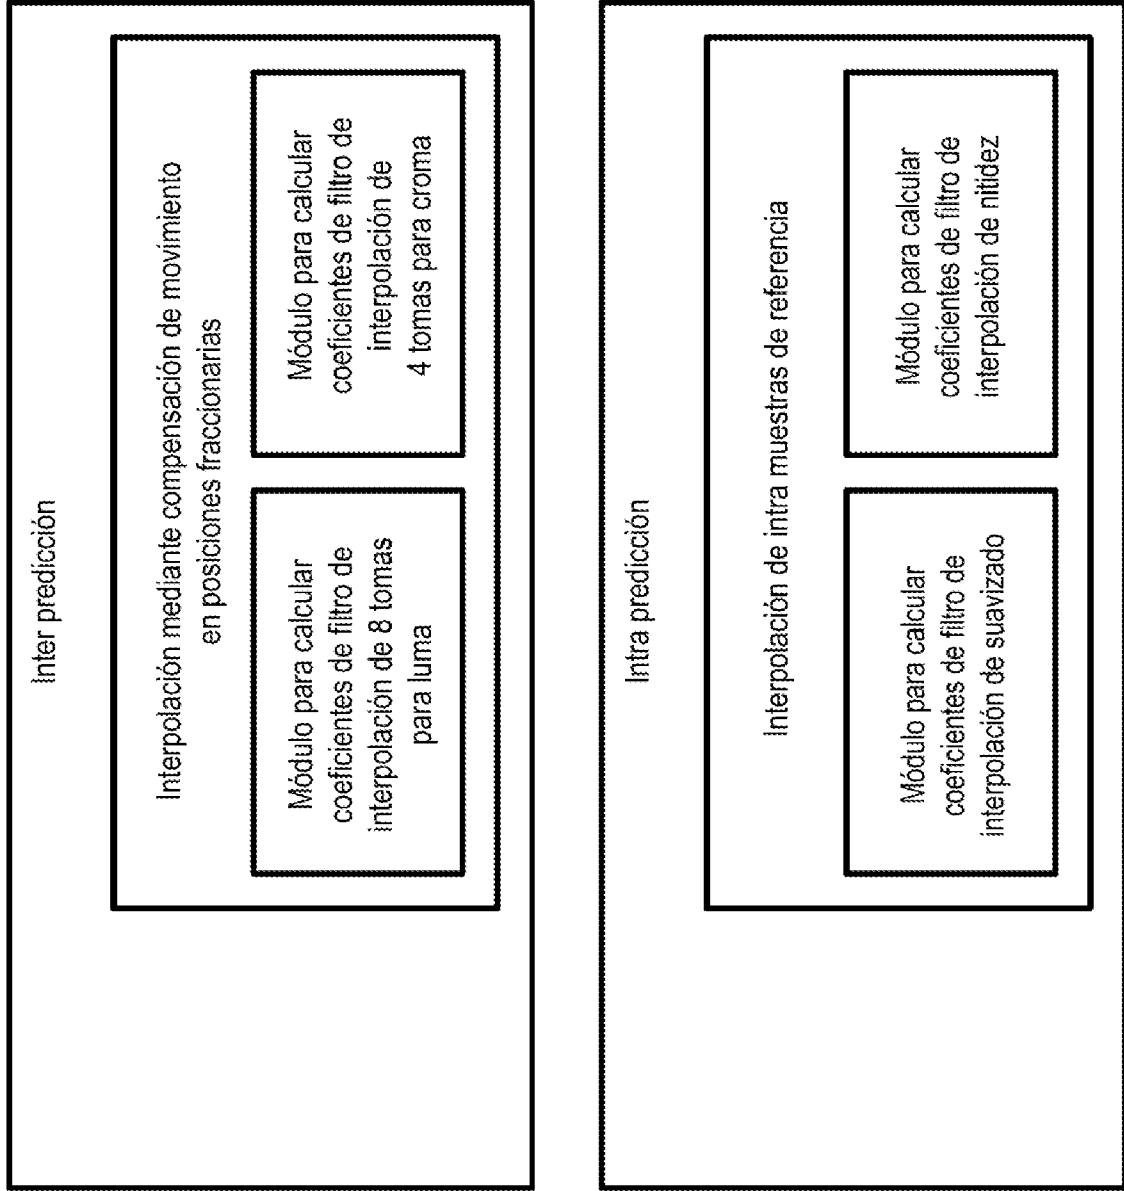 Inter predicción
Interpolación mediante compensación de movimiento
en posiciones fraccionarias
Módulo para calcular
coeficientes de filtro de
interpolación de 8 tomas
para luma
Módulo para calcular
coeficientes de filtro de
interpolación de
4 tomas para croma
Intra predicción
Interpolación de intra muestras de referencia
Módulo para calcular
coeficientes de filtro de
interpolación de suavizado
Módulo para calcular
coeficientes de filtro de
interpolación de nitidez